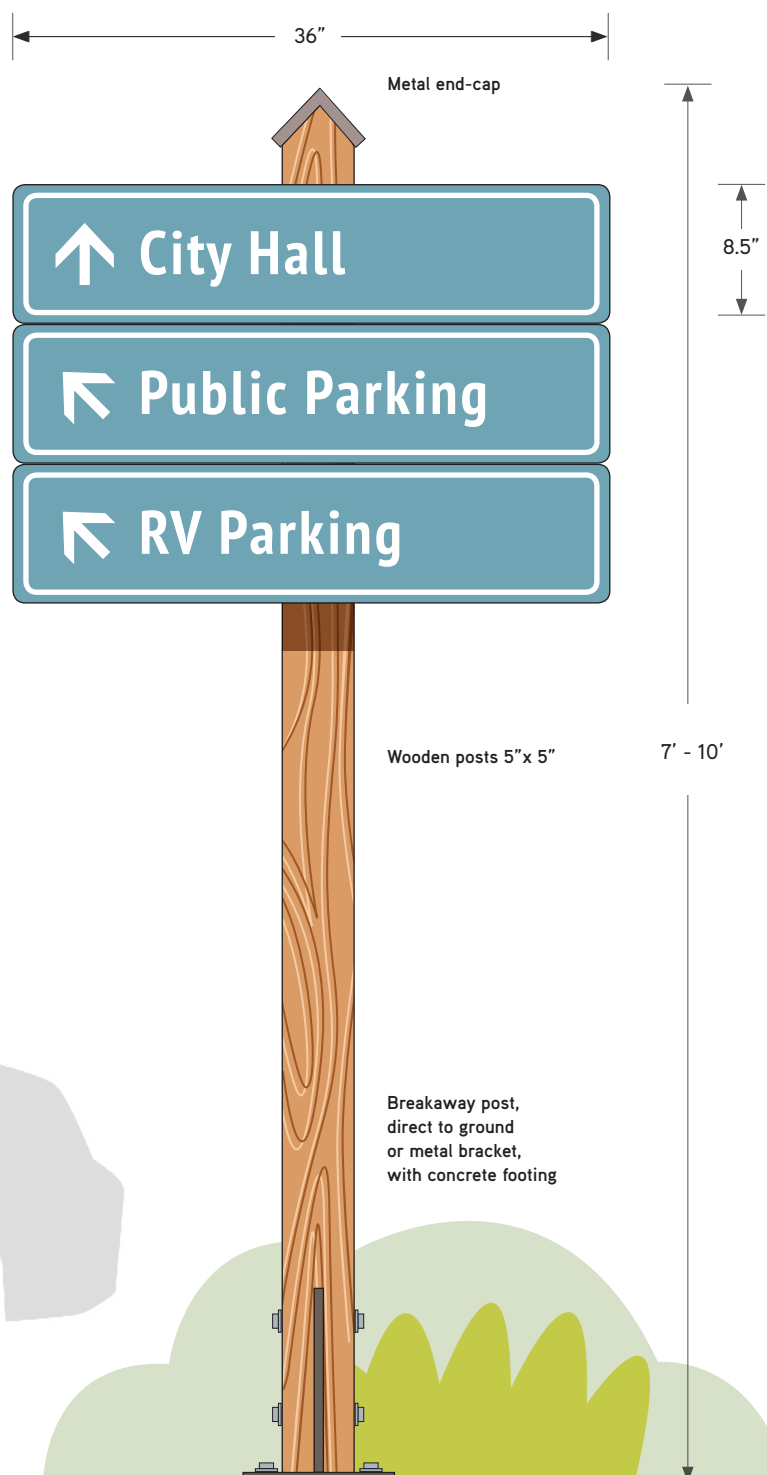 36”
Metal end-cap
City Hall
8.5”
Public Parking
RV Parking
Wooden posts 5”x 5”
7’ - 10’
Breakaway post,
direct to ground
or metal bracket,
with concrete footing